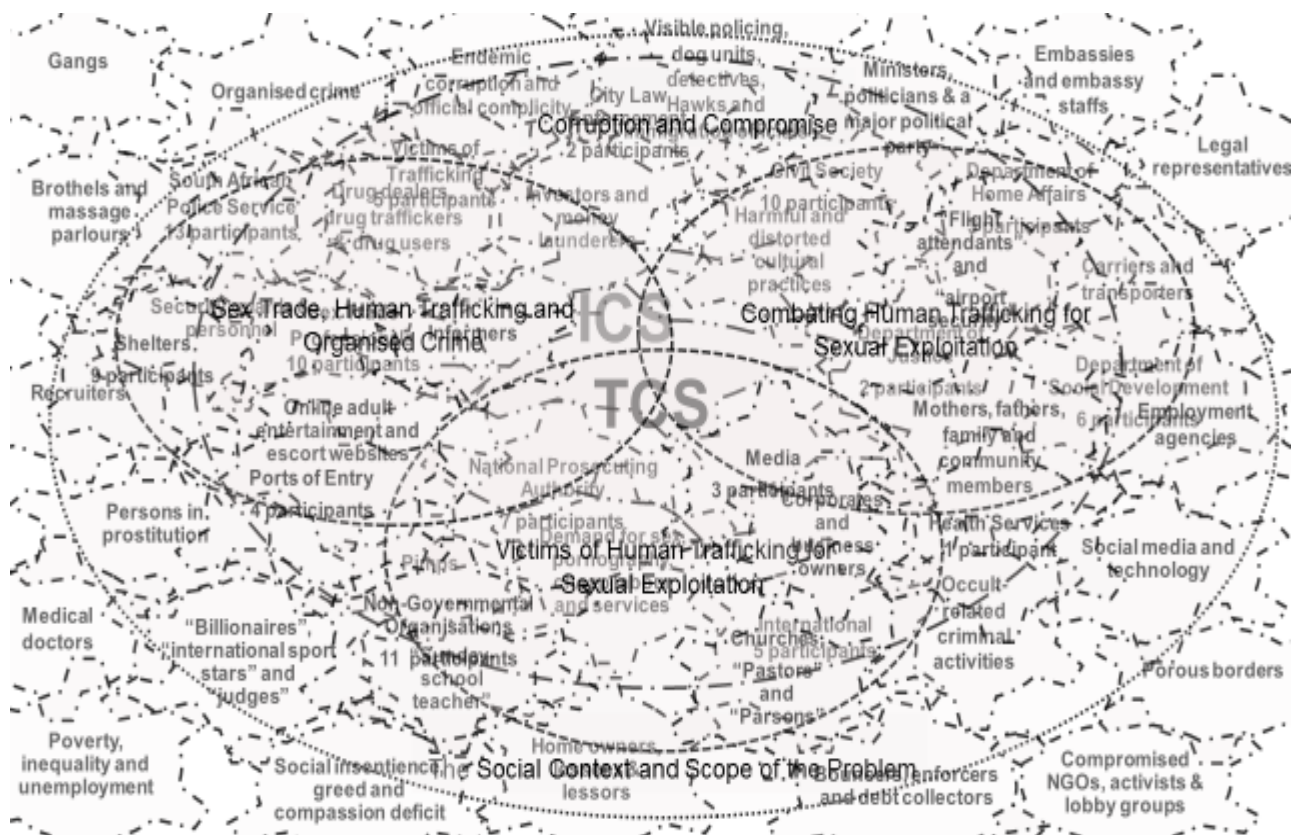 Gangs
Organised crime
Endemic
corruption and
official complicity
City Law
2 participants
Visible policing,
dog units,
detectives,
Hawks and
Corruption and Compromise
Ministers,
politicians & a
major political
party
Embassies
and embassy
staffs
Legal
representatives
Brothels and
massage
parlours
South African
Police Service
13 participants
Victims of
Trafficking
participants
Drug dealers,
drug traffickers
& drug users
Investors and
money
launderers
Civil Society
10 participants
Harmful and
distorted
cultural
practices
Department of
Home Affairs
participants
"Flight
attendants
and
"airport
security
Carriers and
transporters
personnel
Informers
10 participants
Sex Trade, Human Trafficking and
Organised Crime
ICS
TCS
Combating Human Trafficking for
Sexual Exploitation
Department of
Justice
2 participants
Department of
Social Development
6 participants
Shelters
9 participants
Recruiters
Online adult
entertainment and
escort websites
Ports of Entry
4 participants
Mothers, fathers,
family and
community
members
Employment
agencies
National Prosecuting
Authority
7 participants
Media
3 participants
Corporates
and
business
owners
Persons in
prostitution
Pimps
Demand for sex,
pornography,
and services
Victims of Human Trafficking for
Sexual Exploitation
Health Services
1 participant
Social media and
technology
Medical
doctors
"Billionaires"
"international sport
stars" and
"judges"
Non-Governmental
Organisations
11 participants
school
teacher"
International
5 participants
Churches
"Pastors"
and
"Parsons"
Occult
related
criminal
activities
Porous borders
Poverty,
inequality and
unemployment
Social insentience,
greed and
compassion deficit
Home owners,
lessors
The Social Context and Scope of the Problem
Bouncers, enforcers
and debt collectors
Compromised
NGOs, activists &
lobby groups